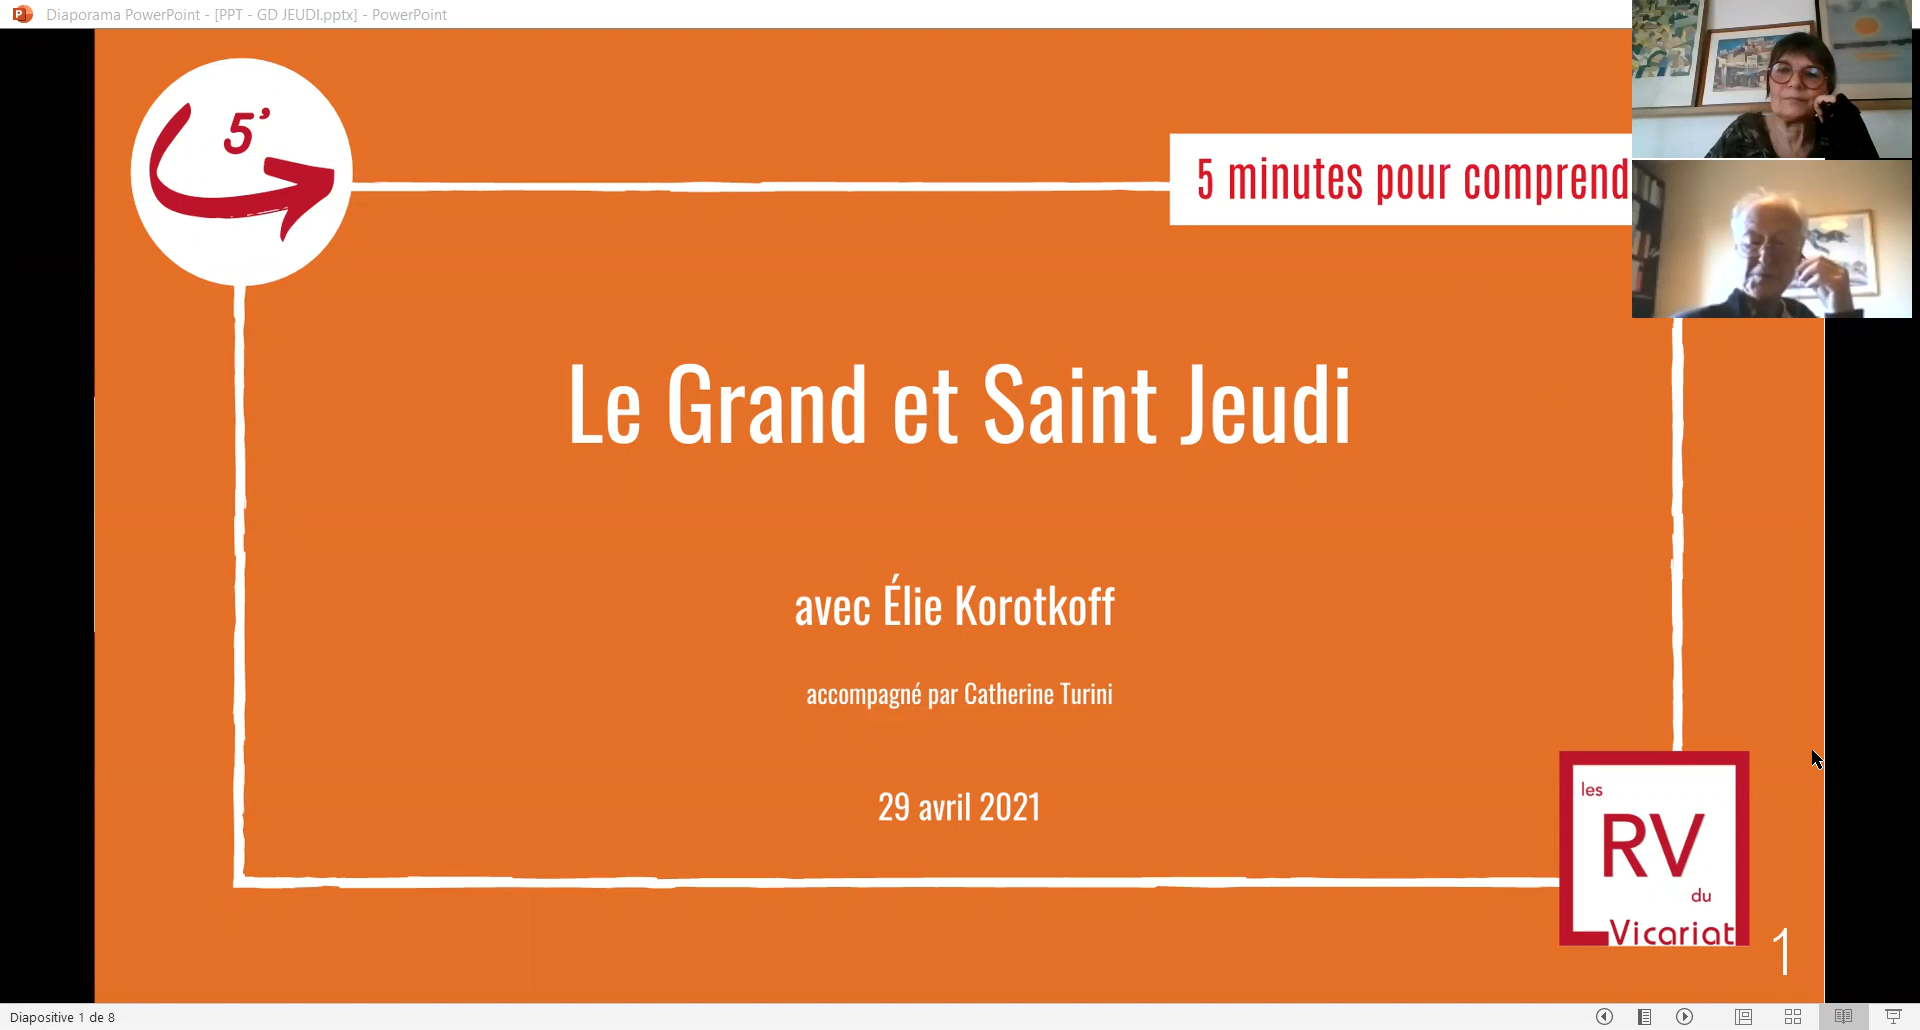 Diaporama PowerPoint - [PPT - GD JEUDI.pptx] - PowerPoint
5’
5 minutes pour comprend
Le Grand et Saint Jeudi
avec Élie Korotkoff
accompagné par Catherine Turini
29 avril 2021
les
RV
du
Vicariat
1
Diapositive 1 de 8